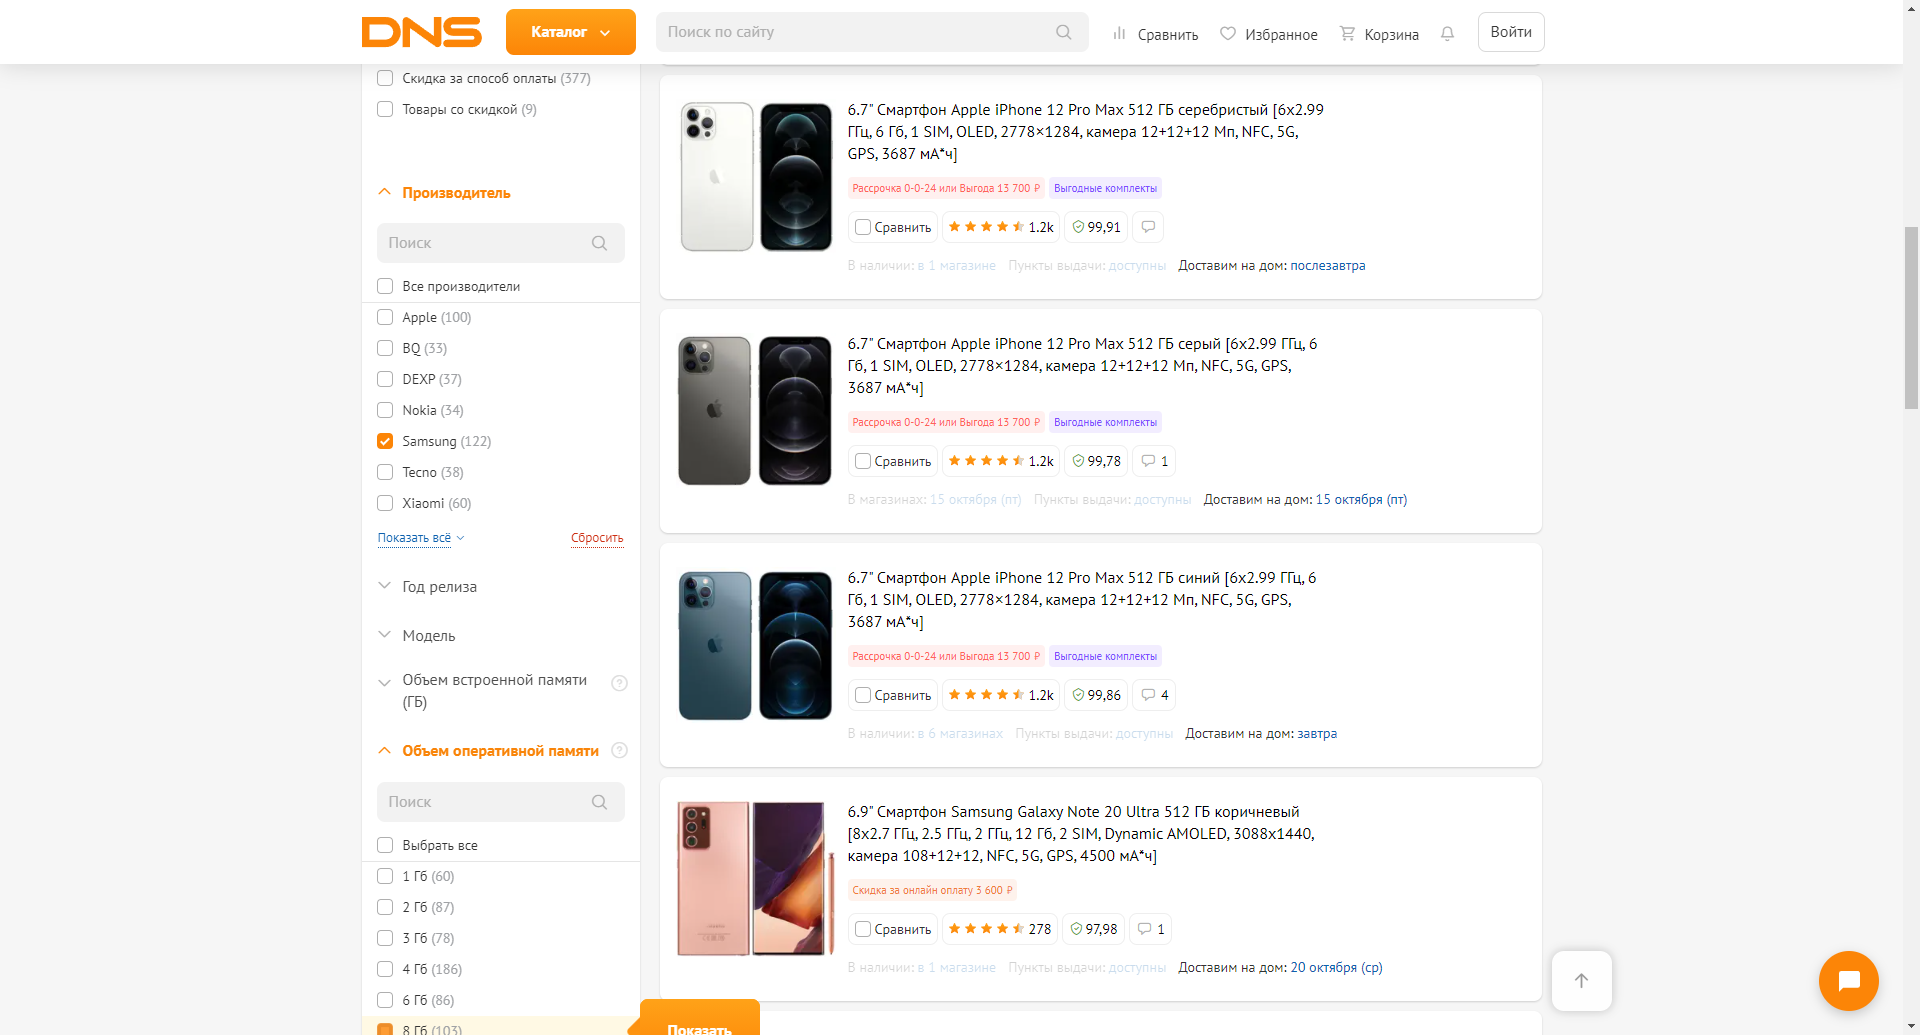 DNS
Каталог
Поиск по сайту
Сравнить
Избранное
Корзина
Войти
Скидка за способ оплаты (377)
Товары со скидкой (9)
Производитель
Поиск
Все производители
Apple (100)
BQ (33)
DEXP (37)
Nokia (34)
Samsung (122)
Tecno (38)
Xiaomi (60)
Показать всё
Сбросить
Год релиза
Модель
Объем встроенной памяти
(ГБ)
?
Объем оперативной памяти
?
Поиск
Выбрать все
1 Гб (60)
2 Гб (87)
3 Гб (78)
4 Гб (186)
6 Гб (86)
8 Гб (103)
Показать
6.7" Смартфон Apple iPhone 12 Pro Max 512 ГБ серебристый [6x2.99
ГГц, 6 Гб, 1 SIM, OLED, 2778×1284, камера 12+12+12 Мп, NFC, 5G,
GPS, 3687 мА*ч]
Рассрочка 0-0-24 или Выгода 13 700 ₽
Выгодные комплекты
Сравнить
1.2k
99,91
В наличии: в 1 магазине
Пункты выдачи: доступны
Доставим на дом: послезавтра
6.7" Смартфон Apple iPhone 12 Pro Max 512 ГБ серый [6x2.99 ГГц, 6
Гб, 1 SIM, OLED, 2778×1284, камера 12+12+12 Мп, NFC, 5G, GPS,
3687 мА*ч]
Рассрочка 0-0-24 или Выгода 13 700 ₽
Выгодные комплекты
Сравнить
1.2k
99,78
1
В магазинах: 15 октября (пт)
Пункты выдачи: доступны
Доставим на дом: 15 октября (пт)
6.7" Смартфон Apple iPhone 12 Pro Max 512 ГБ синий [6x2.99 ГГц, 6
Гб, 1 SIM, OLED, 2778×1284, камера 12+12+12 Мп, NFC, 5G, GPS,
3687 мА*ч]
Рассрочка 0-0-24 или Выгода 13 700 ₽
Выгодные комплекты
Сравнить
1.2k
99,86
4
В наличии: в 6 магазинах
Пункты выдачи: доступны
Доставим на дом: завтра
6.9" Смартфон Samsung Galaxy Note 20 Ultra 512 ГБ коричневый
[8x2.7 ГГц, 2.5 ГГц, 2 ГГц, 12 Гб, 2 SIM, Dynamic AMOLED, 3088x1440,
камера 108+12+12, NFC, 5G, GPS, 4500 мА*ч]
Скидка за онлайн оплату 3 600 ₽
Сравнить
278
97,98
1
В наличии: в 1 магазине
Пункты выдачи: доступны
Доставим на дом: 20 октября (ср)